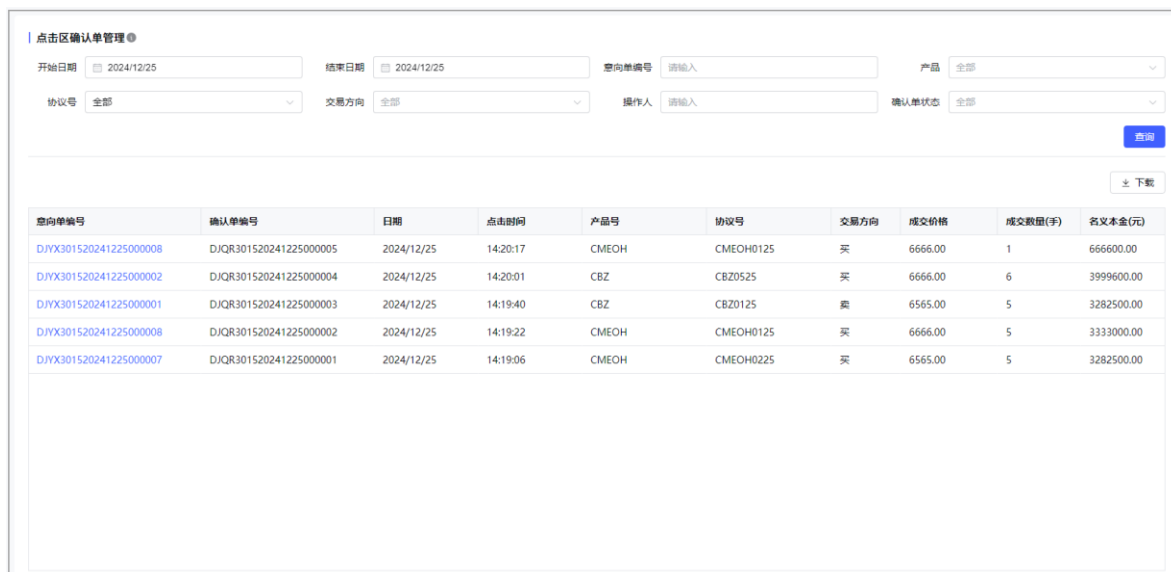 点击区确认单管理
开始日期 2024/12/25 结束日期 2024/12/25 意向单编号 请输入 产品 全部
协议号 全部 交易方向 全部 操作人 请输入 确认单状态 全部
查询
下载
意向单编号 确认单编号 日期 点击时间 产品号 协议号 交易方向 成交价格 成交数量(手) 名义本金(元)
DJYX301520241225000008 DJQR301520241225000005 2024/12/25 14:20:17 CMEOH CMEOH0125 买 6666.00 1 666600.00
DJYX301520241225000002 DJQR301520241225000004 2024/12/25 14:20:01 CBZ CBZ0525 买 6666.00 6 3999600.00
DJYX301520241225000001 DJQR301520241225000003 2024/12/25 14:19:40 CBZ CBZ0125 卖 6565.00 5 3282500.00
DJYX301520241225000008 DJQR301520241225000002 2024/12/25 14:19:22 CMEOH CMEOH0125 买 6666.00 5 3333000.00
DJYX301520241225000007 DJQR301520241225000001 2024/12/25 14:19:06 CMEOH CMEOH0225 买 6565.00 5 3282500.00